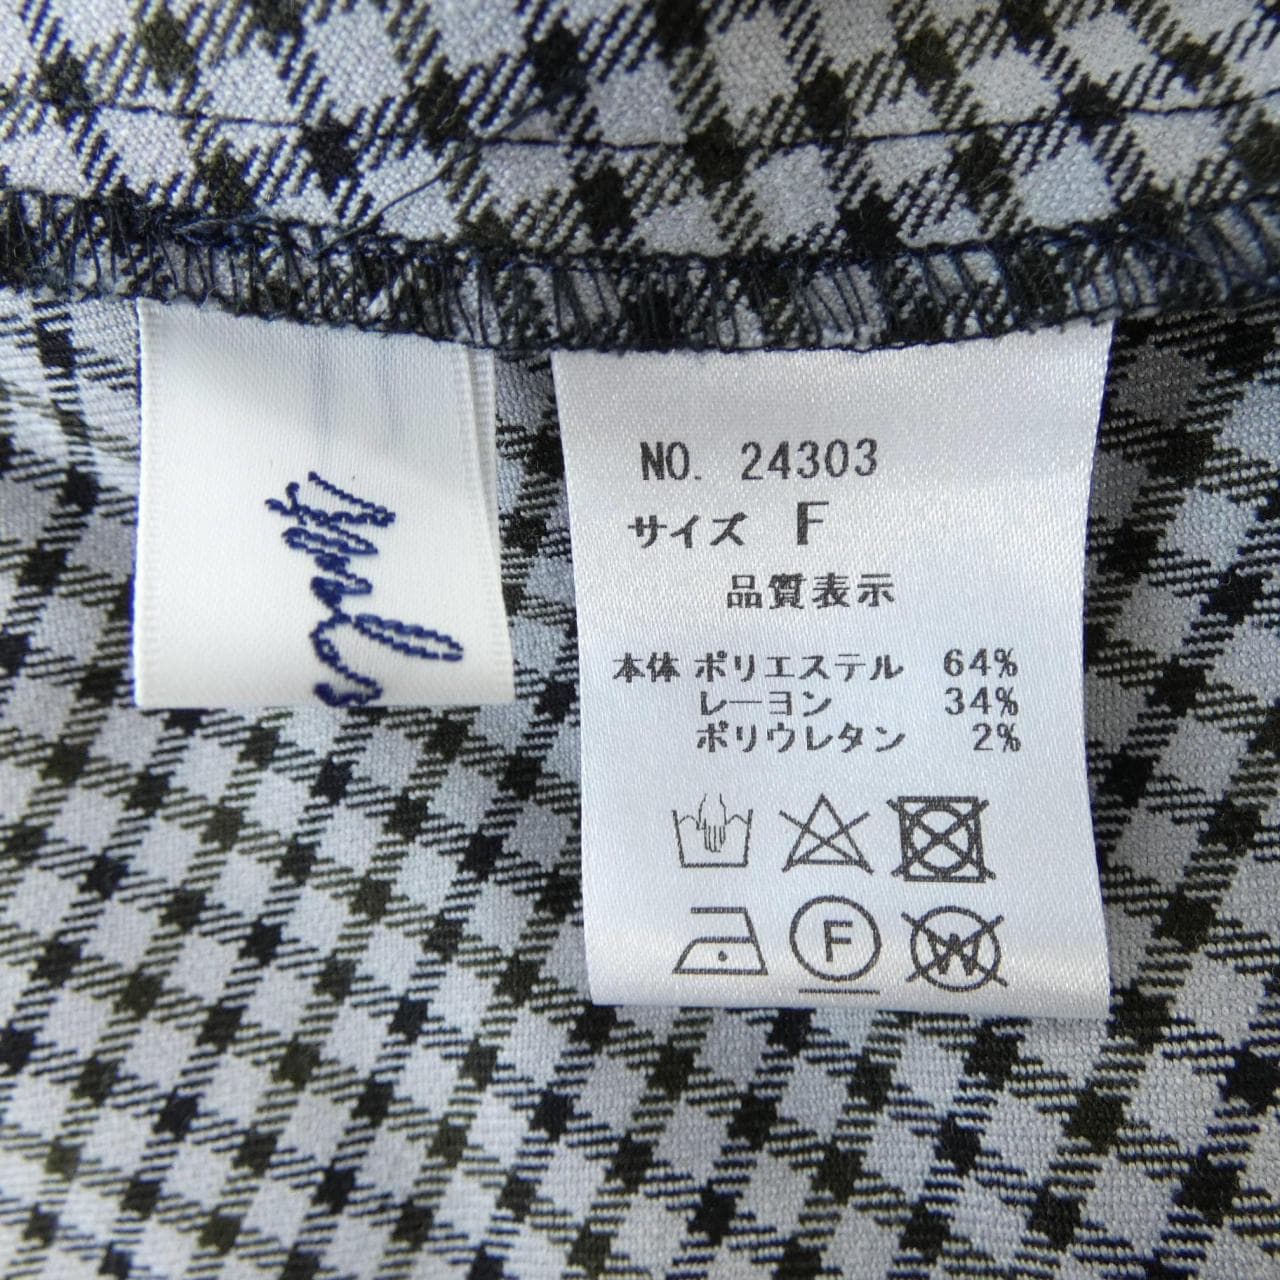 NO. 24303
サイズ F
品質表示
本体 ポリエステル 64%
レーヨン 34%
ポリウレタン 2%
F
W